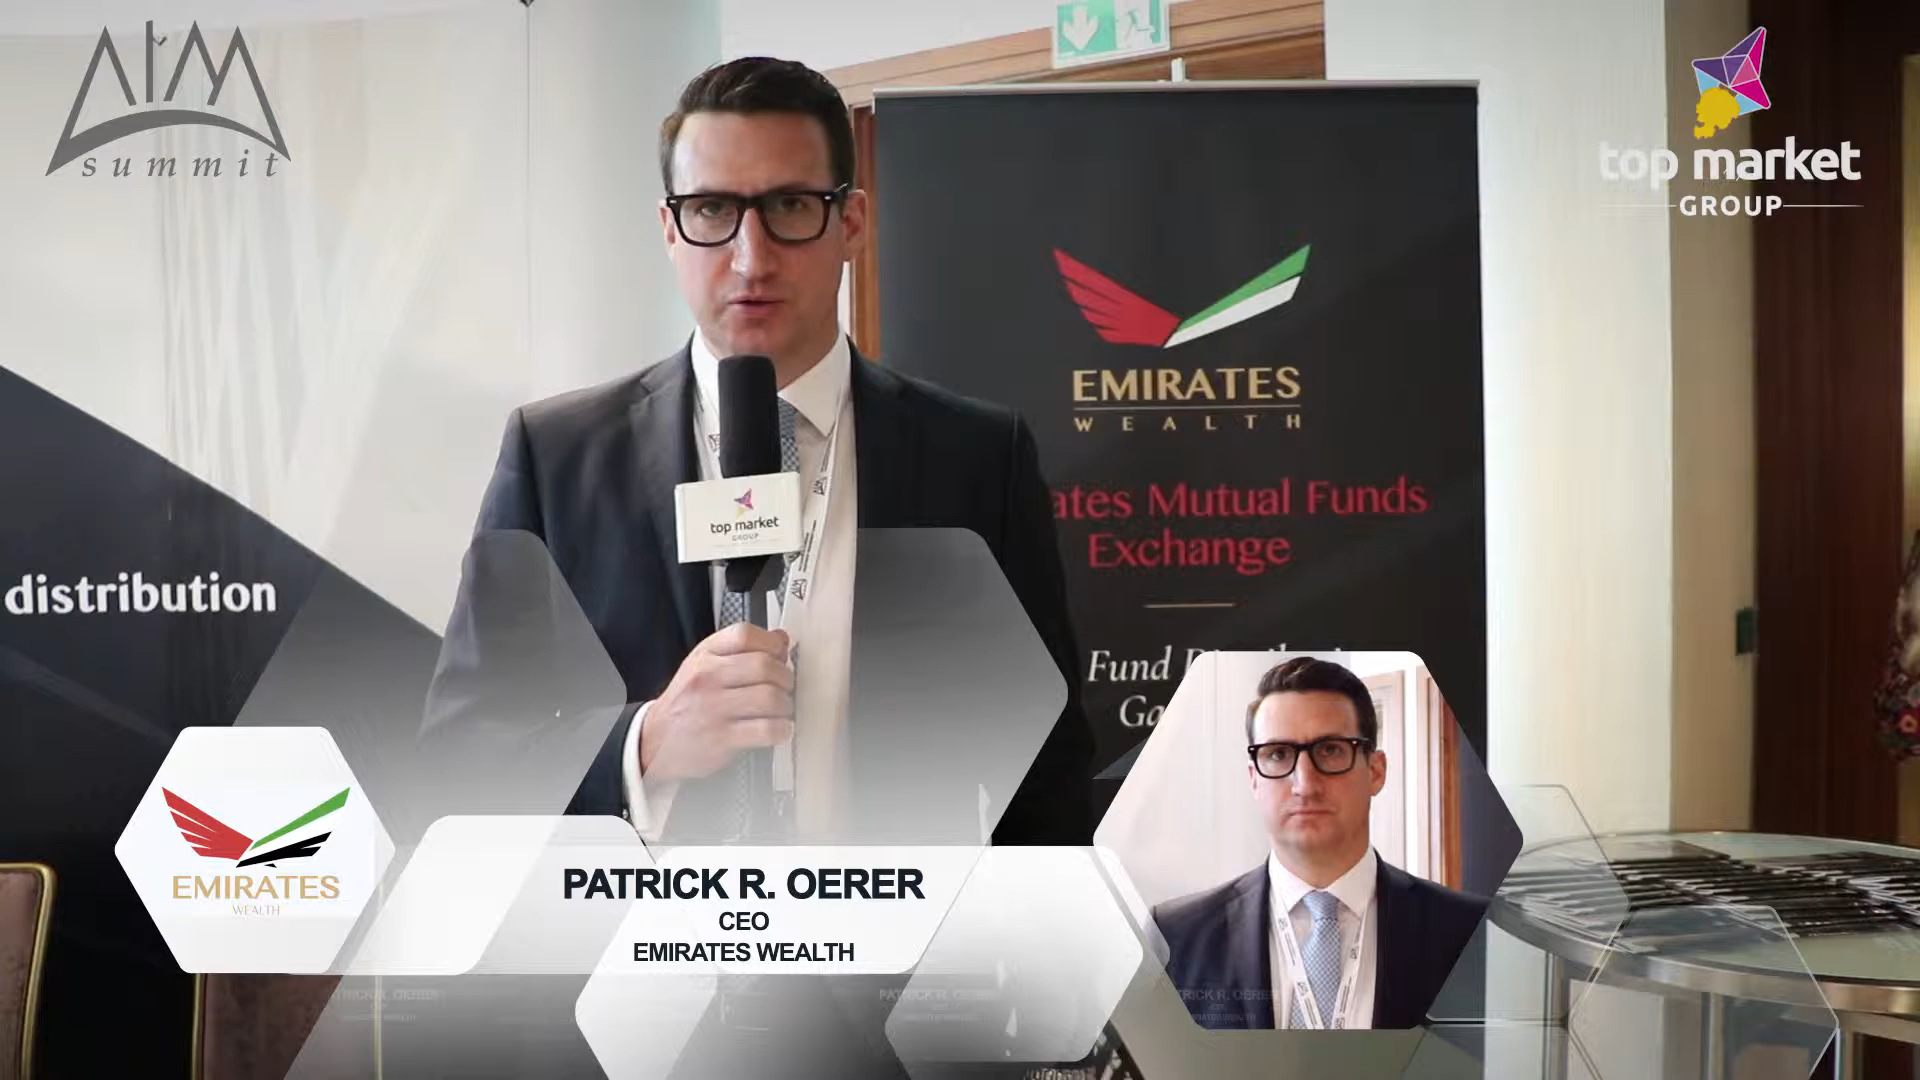 AIM
summit
top market
GROUP
EMIRATES
WEALTH
ates Mutual Funds
Exchange
Fund
top market
GROUP
distribution
EMIRATES
WEALTH
PATRICK R. OERER
CEO
EMIRATES WEALTH